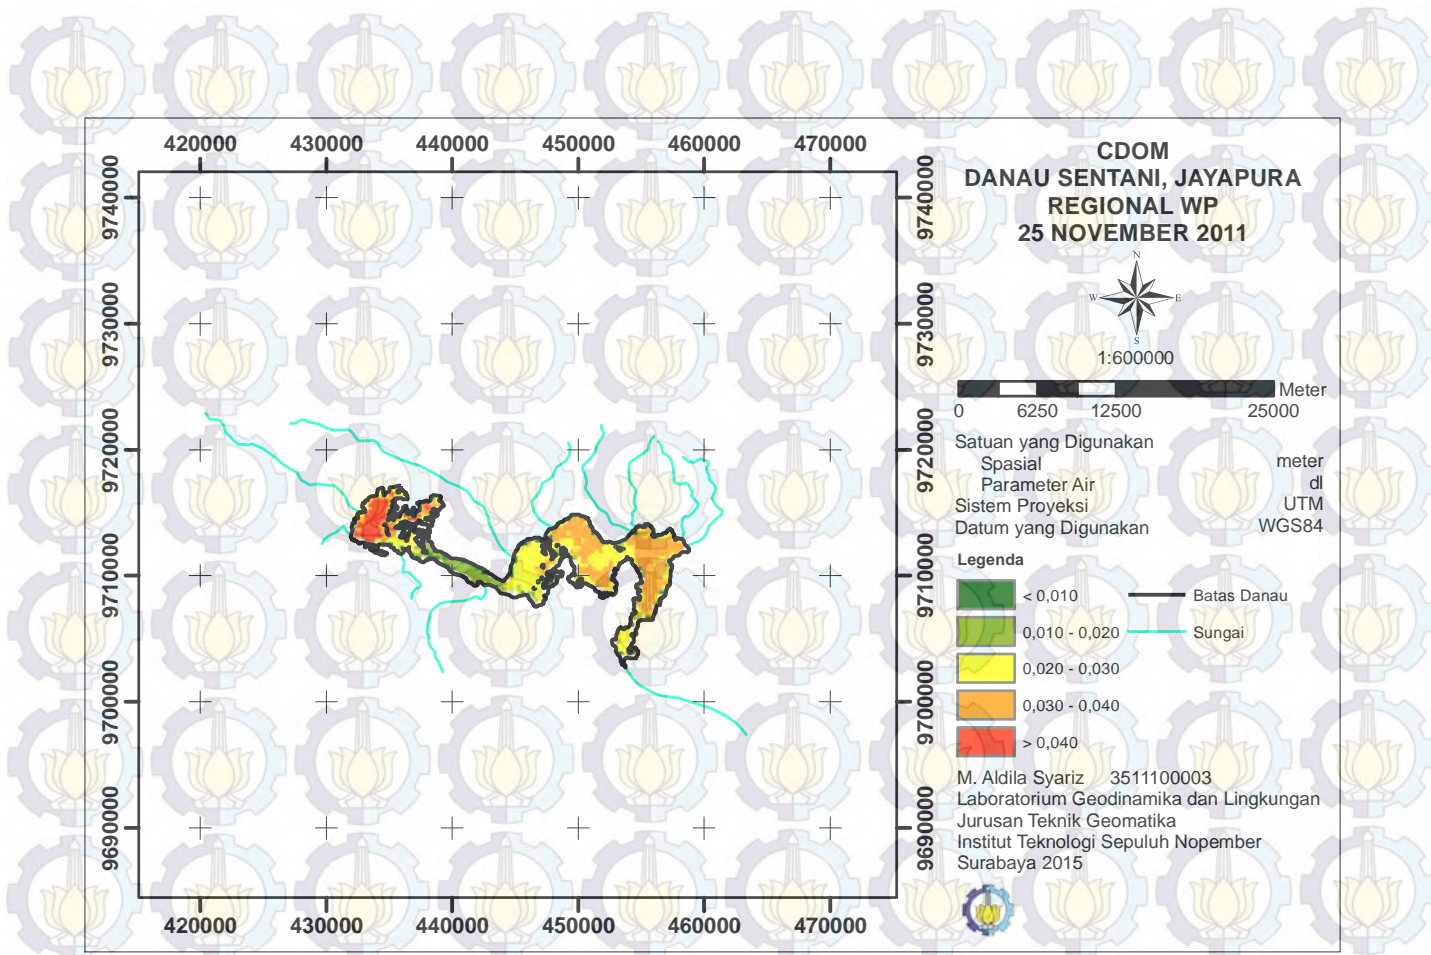 420000 430000 440000 450000 460000 470000
9740000 9740000
9730000 9730000
9720000 9720000
9710000 9710000
9700000 9700000
9690000 9690000
420000 430000 440000 450000 460000 470000
CDOM
DANAU SENTANI, JAYAPURA
REGIONAL WP
25 NOVEMBER 2011
N
W E
S
1:600000
Meter
0 6250 12500 25000
Satuan yang Digunakan
Spasial meter
Parameter Air dl
Sistem Proyeksi UTM
Datum yang Digunakan WGS84
Legenda
< 0,010 Batas Danau
0,010 - 0,020 Sungai
0,020 - 0,030
0,030 - 0,040
> 0,040
M. Aldila Syariz 3511100003
Laboratorium Geodinamika dan Lingkungan
Jurusan Teknik Geomatika
Institut Teknologi Sepuluh Nopember
Surabaya 2015